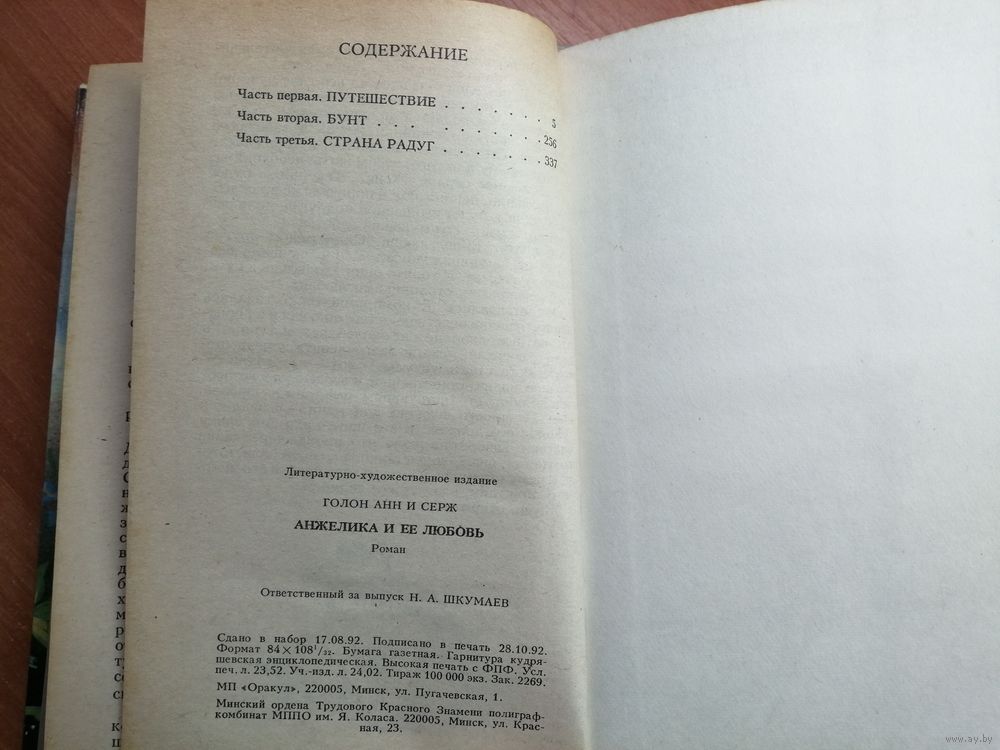 СОДЕРЖАНИЕ
Часть первая. ПУТЕШЕСТВИЕ . . . . . . . 5
Часть вторая. БУНТ . . . . . . . . . . 256
Часть третья. СТРАНА РАДУГ . . . . . . . 337
Литературно-художественное издание
ГОЛОН АНН И СЕРЖ
АНЖЕЛИКА И ЕЕ ЛЮБОВЬ
Роман
Ответственный за выпуск Н. А. ШКУМАЕВ
Сдано в набор 17.08.92. Подписано в печать 28.10.92.
Формат 84×108¹/₃₂. Бумага газетная. Гарнитура кудря-
шевская энциклопедическая. Высокая печать с ФПФ. Усл.
печ. л. 23,52. Уч.-изд. л. 24,02. Тираж 100 000 экз. Зак. 2269.
МП «Оракул», 220005, Минск, ул. Пугачевская, 1.
Минский ордена Трудового Красного Знамени полиграф-
комбинат МППО им. Я. Коласа. 220005, Минск, ул. Крас-
ная, 23.
www.ay.by